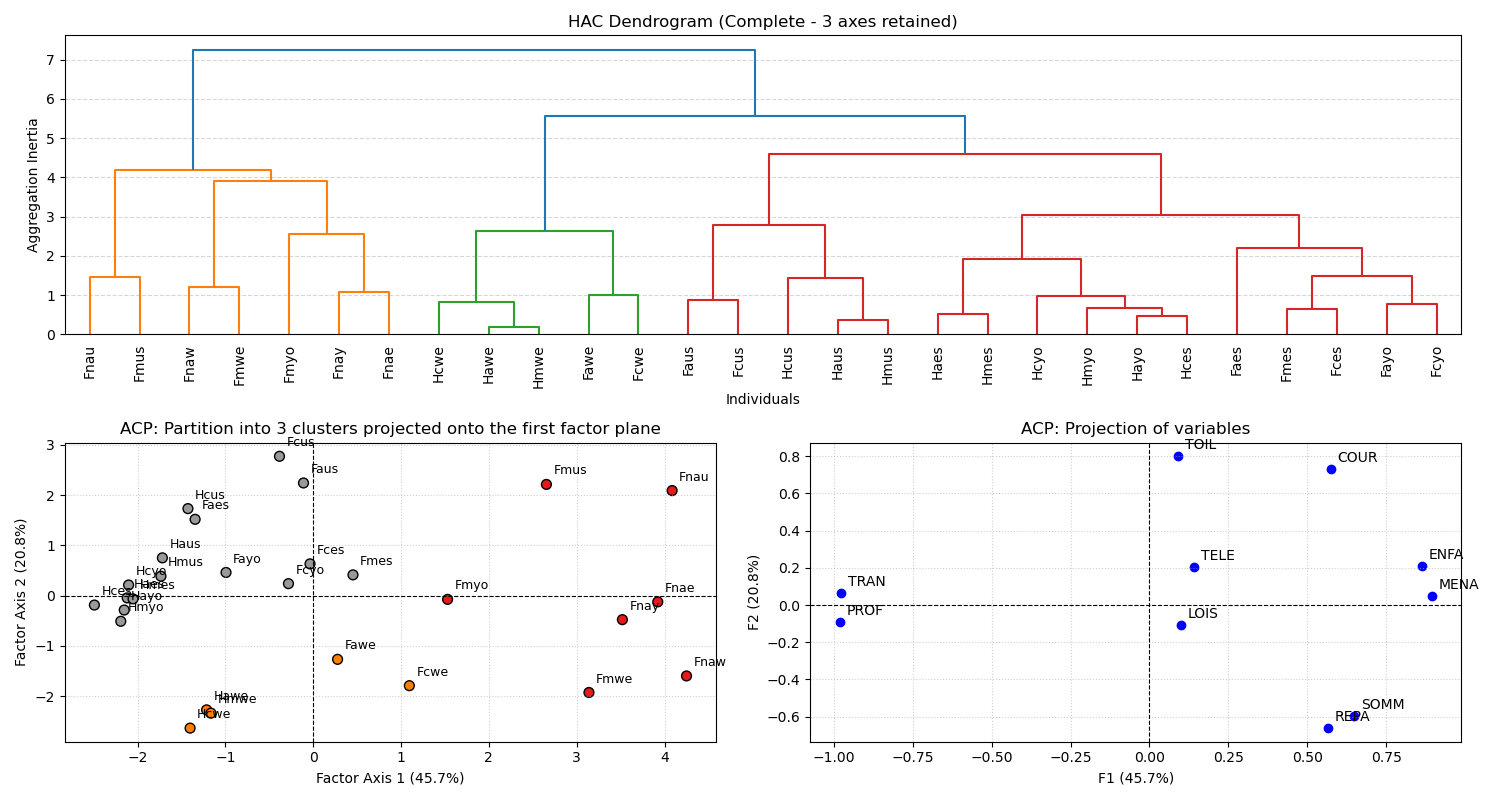 HAC Dendrogram (Complete - 3 axes retained)
Aggregation Inertia
7
6
5
4
3
2
1
0
Fnau Fmus Fnaw Fmwe Fmyo Fnay Fnae Hcwe Hawe Hmwe Fawe Fcwe Faus Fcus Hcus Haus Hmus Haes Hmes Hcyo Hmyo Hayo Hces Faes Fmes Fces Fayo Fcyo
Individuals
ACP: Partition into 3 clusters projected onto the first factor plane
Factor Axis 2 (20.8%)
3
2
1
0
−1
−2
Fcus
Faus
Fmus
Fnau
Hcus
Faes
Haus
Hmus
Fayo
Fces
Fcyo
Fmes
Hcyo
Haes
Hmes
Hces
Hayo
Hmyo
Fmyo
Fnae
Fnay
Fawe
Fcwe
Fmwe
Fnaw
Hawe
Hmwe
Hcwe
−2 −1 0 1 2 3 4
Factor Axis 1 (45.7%)
ACP: Projection of variables
F2 (20.8%)
0.8
0.6
0.4
0.2
0.0
−0.2
−0.4
−0.6
TOIL
COUR
TELE
ENFA
TRAN
MENA
PROF
LOIS
SOMM
REPA
−1.00 −0.75 −0.50 −0.25 0.00 0.25 0.50 0.75
F1 (45.7%)